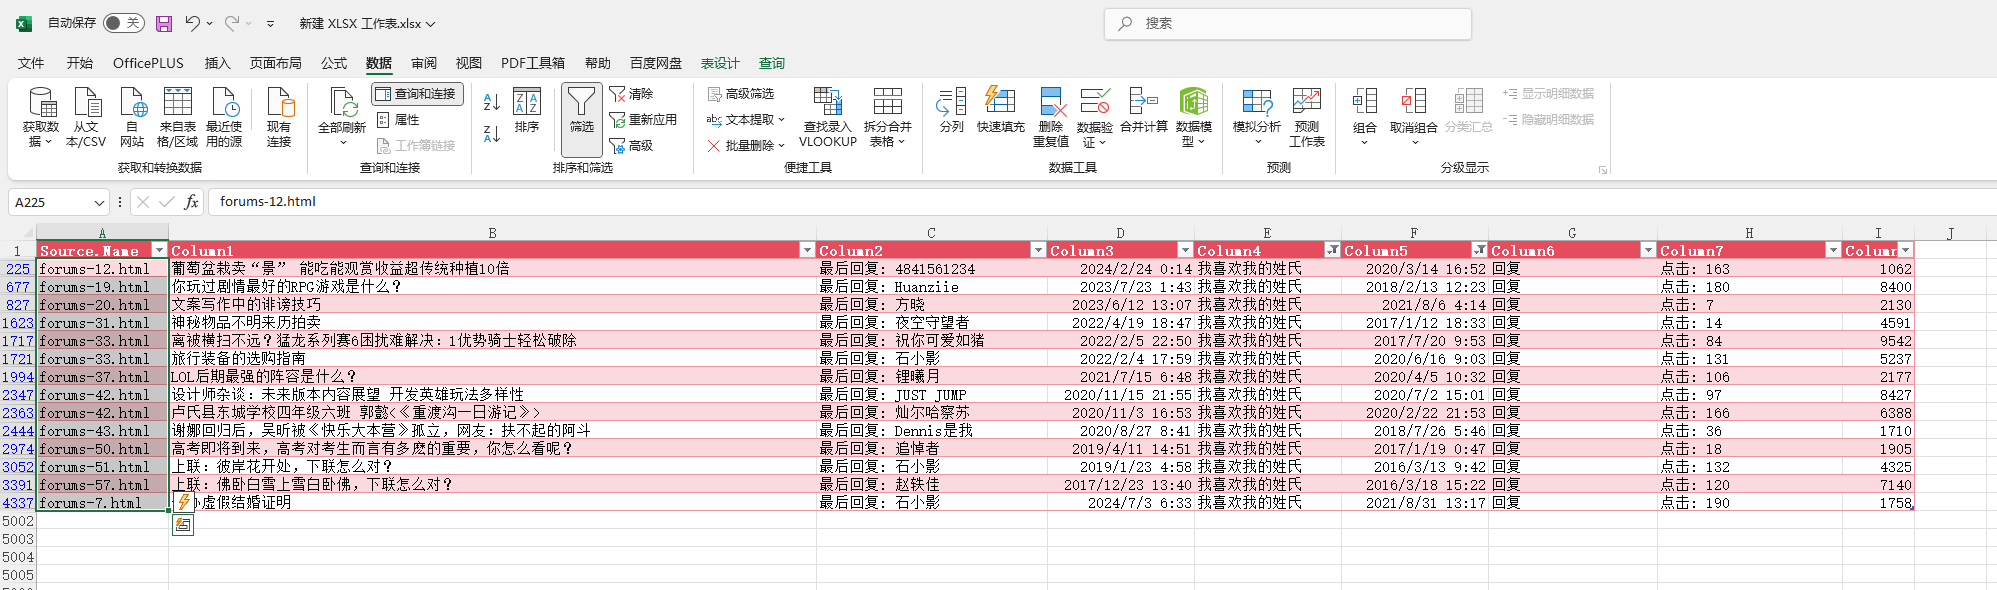 自动保存 关 新建 XLSX 工作表.xlsx 搜索
文件 开始 OfficePLUS 插入 页面布局 公式 数据 审阅 视图 PDF工具箱 帮助 百度网盘 表设计 查询
获取数据 从文本/CSV 自网站 来自表格/区域 最近使用的源 现有连接
获取和转换数据
全部刷新 查询和连接 属性 工作簿链接
查询和连接
排序 筛选 清除 重新应用 高级
排序和筛选
高级筛选 文本提取 批量删除 查找录入VLOOKUP 拆分合并表格
便捷工具
分列 快速填充 删除重复值 数据验证 合并计算 数据模型
数据工具
模拟分析 预测工作表
预测
组合 取消组合 分类汇总 显示明细数据 隐藏明细数据
分级显示
A225 fx forums-12.html
A B C D E F G H I J
1 Source.Name Column1 Column2 Column3 Column4 Column5 Column6 Column7 Column
225 forums-12.html 葡萄盆栽卖“景” 能吃能观赏收益超传统种植10倍 最后回复: 4841561234 2024/2/24 0:14 我喜欢我的姓氏 2020/3/14 16:52 回复 点击: 163 1062
677 forums-19.html 你玩过剧情最好的RPG游戏是什么? 最后回复: Huanziie 2023/7/23 1:43 我喜欢我的姓氏 2018/2/13 12:23 回复 点击: 180 8400
827 forums-20.html 文案写作中的诽谤技巧 最后回复: 方晓 2023/6/12 13:07 我喜欢我的姓氏 2021/8/6 4:14 回复 点击: 7 2130
1623 forums-31.html 神秘物品不明来历拍卖 最后回复: 夜空守望者 2022/4/19 18:47 我喜欢我的姓氏 2017/1/12 18:33 回复 点击: 14 4591
1717 forums-33.html 离被横扫不远?猛龙系列赛6困扰难解决: 1优势骑士轻松破除 最后回复: 祝你可爱如猪 2022/2/5 22:50 我喜欢我的姓氏 2017/7/20 9:53 回复 点击: 84 9542
1721 forums-33.html 旅行装备的选购指南 最后回复: 石小影 2022/2/4 17:59 我喜欢我的姓氏 2020/6/16 9:03 回复 点击: 131 5237
1994 forums-37.html LOL后期最强的阵容是什么? 最后回复: 锂曦月 2021/7/15 6:48 我喜欢我的姓氏 2020/4/5 10:32 回复 点击: 106 2177
2347 forums-42.html 设计师杂谈: 未来版本内容展望 开发英雄玩法多样性 最后回复: JUST JUMP 2020/11/15 21:55 我喜欢我的姓氏 2020/7/2 15:01 回复 点击: 97 8427
2363 forums-42.html 卢氏县东城学校四年级六班 郭懿<《重渡沟一日游记》> 最后回复: 灿尔哈察苏 2020/11/3 16:53 我喜欢我的姓氏 2020/2/22 21:53 回复 点击: 166 6388
2444 forums-43.html 谢娜回归后, 吴昕被《快乐大本营》孤立, 网友: 扶不起的阿斗 最后回复: Dennis是我 2020/8/27 8:41 我喜欢我的姓氏 2018/7/26 5:46 回复 点击: 36 1710
2974 forums-50.html 高考即将到来, 高考对考生而言有多麽的重要, 你怎么看呢? 最后回复: 追悼者 2019/4/11 14:51 我喜欢我的姓氏 2017/1/19 0:47 回复 点击: 18 1905
3052 forums-51.html 上联: 彼岸花开处, 下联怎么对? 最后回复: 石小影 2019/1/23 4:58 我喜欢我的姓氏 2016/3/13 9:42 回复 点击: 132 4325
3391 forums-57.html 上联: 佛卧白雪上雪白卧佛, 下联怎么对? 最后回复: 赵轶佳 2017/12/23 13:40 我喜欢我的姓氏 2016/3/18 15:22 回复 点击: 120 7140
4337 forums-7.html 虚假结婚证明 最后回复: 石小影 2024/7/3 6:33 我喜欢我的姓氏 2021/8/31 13:17 回复 点击: 190 1758
5002
5003
5004
5005